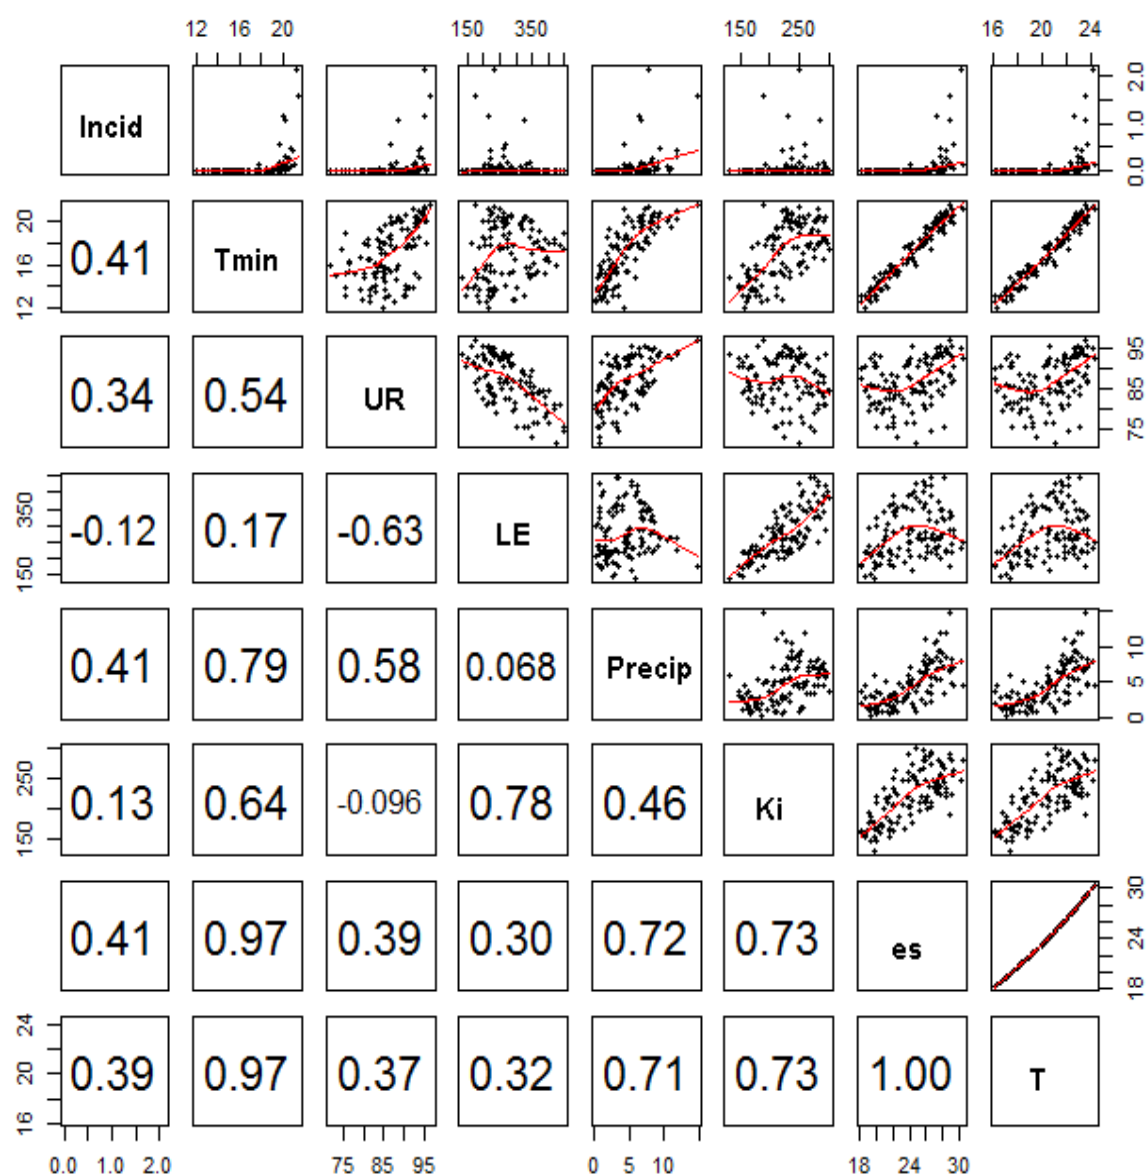 12 16 20 150 350 150 250 16 20 24
Incid 0.0 1.0 2.0
12 16 20 0.41 Tmin
0.34 0.54 UR 75 85 95
150 350 -0.12 0.17 -0.63 LE
0.41 0.79 0.58 0.068 Precip 0 5 10
150 250 0.13 0.64 -0.096 0.78 0.46 Ki
0.41 0.97 0.39 0.30 0.72 0.73 es 18 24 30
16 20 24 0.39 0.97 0.37 0.32 0.71 0.73 1.00 T
0.0 1.0 2.0 75 85 95 0 5 10 18 24 30